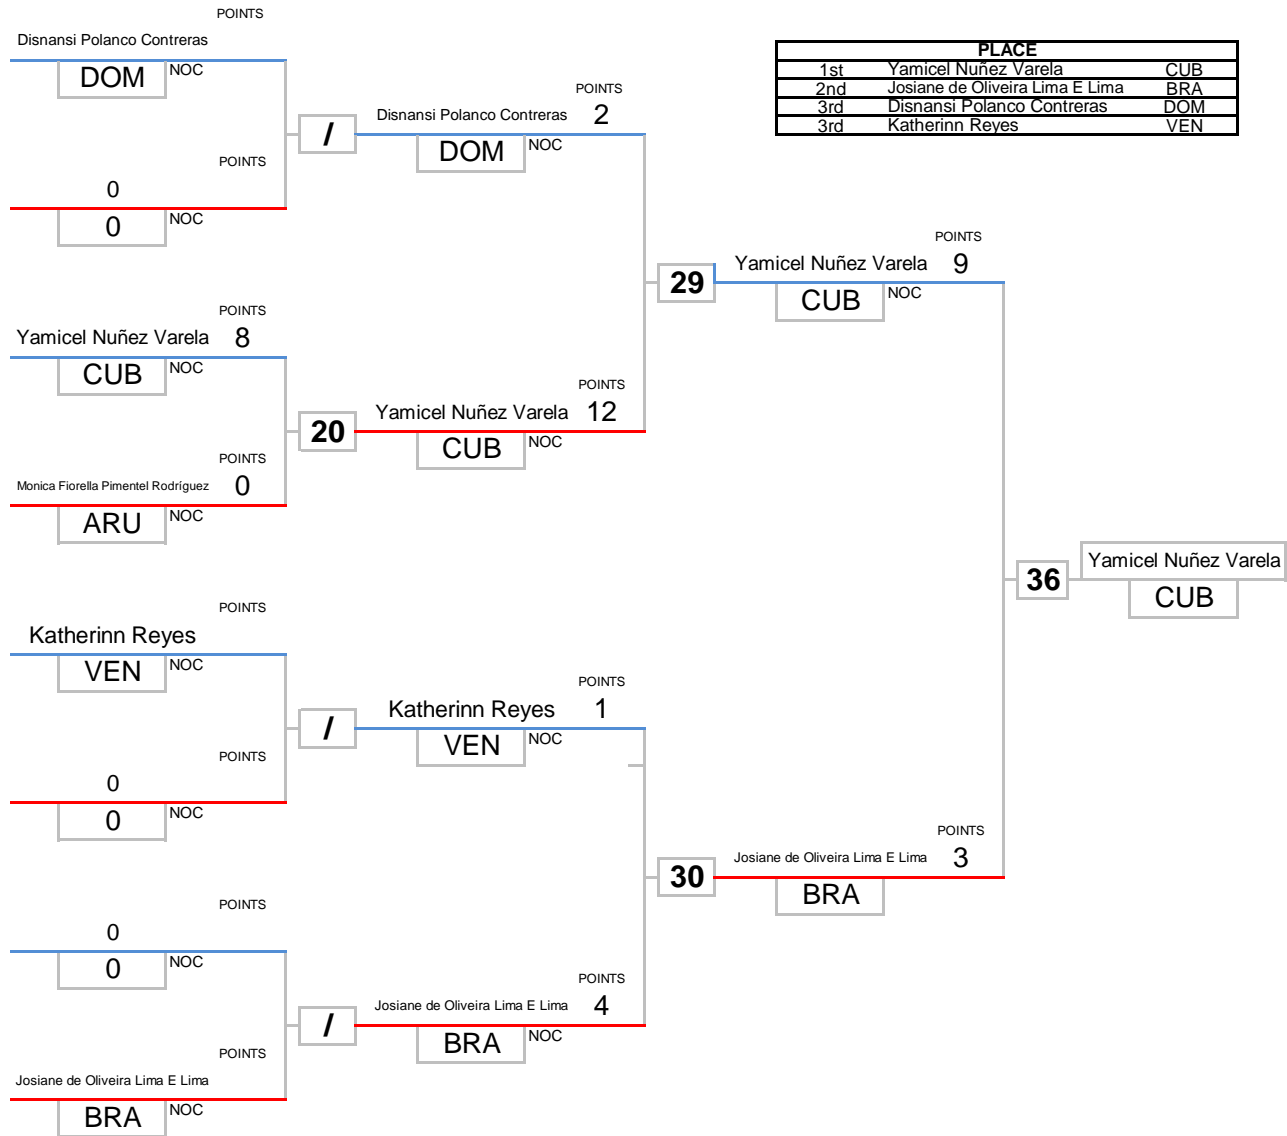 POINTS
Disnansi Polanco Contreras
DOM NOC
POINTS
0
0 NOC
/
POINTS
Yamicel Nuñez Varela 8
CUB NOC
POINTS
Monica Fiorella Pimentel Rodríguez 0
ARU NOC
20
POINTS
Katherinn Reyes
VEN NOC
POINTS
0
0 NOC
/
POINTS
0
0 NOC
POINTS
Josiane de Oliveira Lima E Lima
BRA NOC
/
POINTS
Disnansi Polanco Contreras 2
DOM NOC
POINTS
Yamicel Nuñez Varela 12
CUB NOC
29
POINTS
Katherinn Reyes 1
VEN NOC
POINTS
Josiane de Oliveira Lima E Lima 4
BRA NOC
30
POINTS
Yamicel Nuñez Varela 9
CUB NOC
POINTS
Josiane de Oliveira Lima E Lima 3
BRA
36
Yamicel Nuñez Varela
CUB
PLACE
1st Yamicel Nuñez Varela CUB
2nd Josiane de Oliveira Lima E Lima BRA
3rd Disnansi Polanco Contreras DOM
3rd Katherinn Reyes VEN